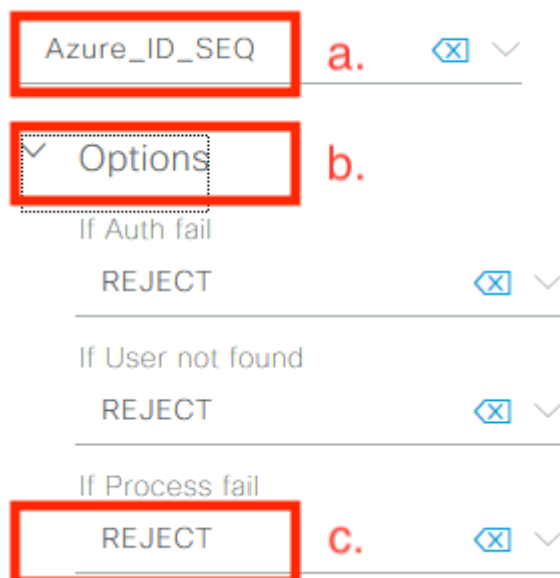 Azure_ID_SEQ a.
Options b.
If Auth fail
REJECT
If User not found
REJECT
If Process fail
REJECT c.